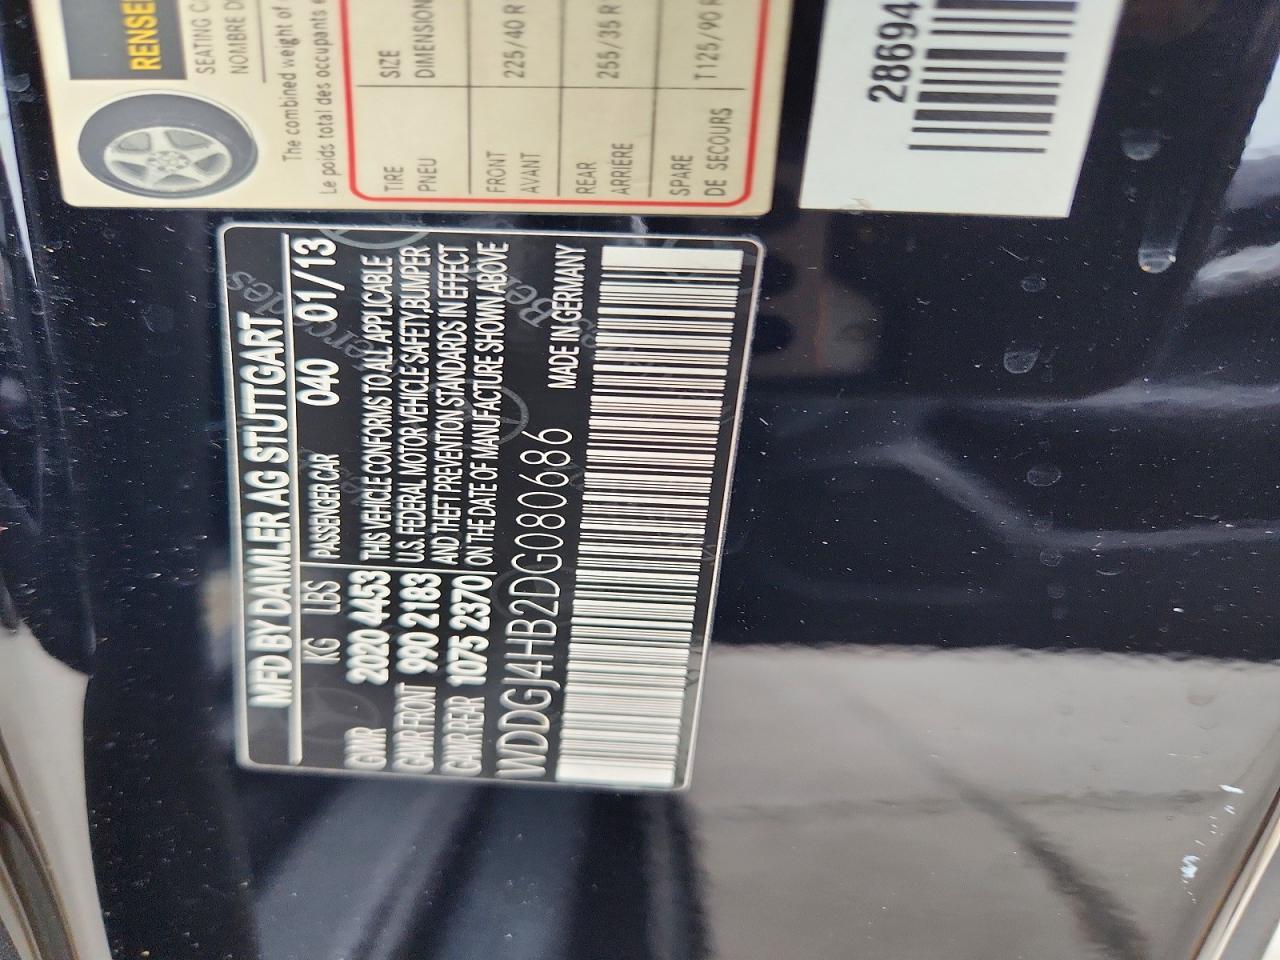 MFD BY DAIMLER AG STUTTGART
KG LBS PASSENGER CAR 040 01/13
GVWR 2020 4453 THIS VEHICLE CONFORMS TO ALL APPLICABLE
GAWR FRONT 990 2183 U.S. FEDERAL MOTOR VEHICLE SAFETY,BUMPER
GAWR REAR 1075 2370 AND THEFT PREVENTION STANDARDS IN EFFECT
ON THE DATE OF MANUFACTURE SHOWN ABOVE
WDDGJ4HB2DG080686 MADE IN GERMANY
RENSE
SEATING
NOMBRE D
The combined weight of
Le poids total des occupants e
TIRE SIZE
PNEU DIMENSION
FRONT
AVANT 225/40 R
REAR
ARRIERE 255/35 R
SPARE
DE SECOURS T125/90 R
28694